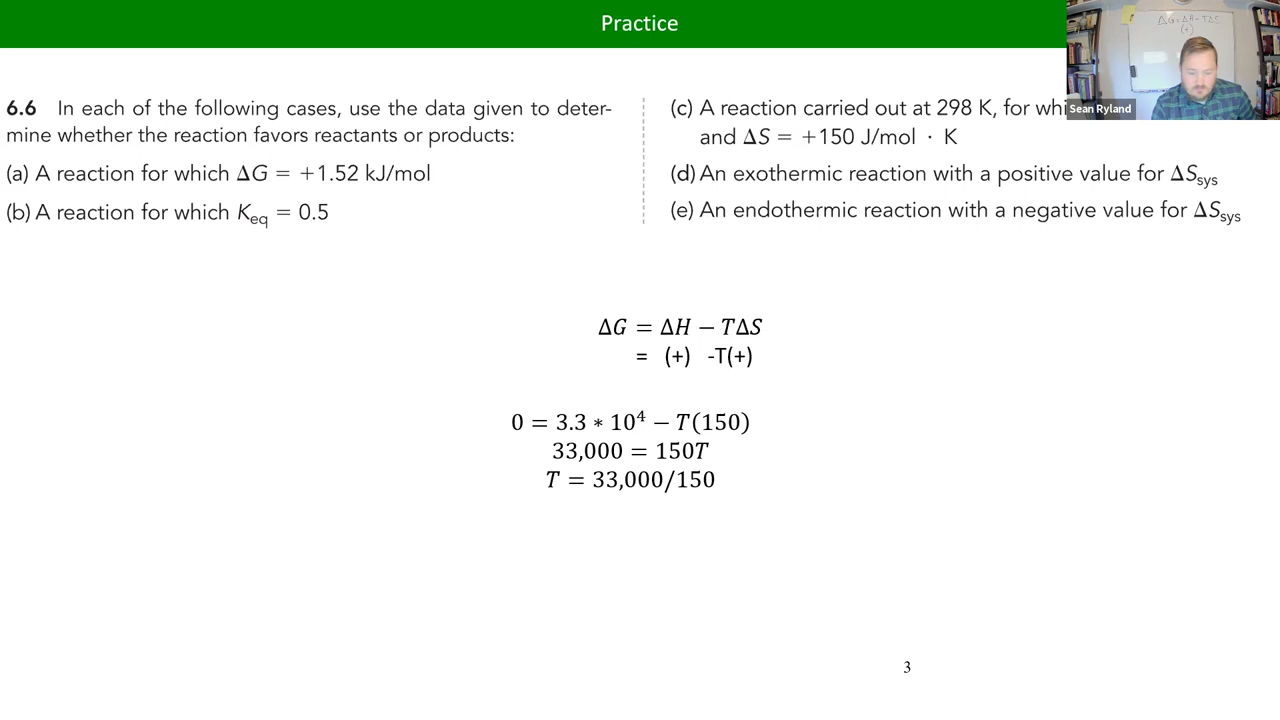 Practice
ΔG = ΔH - TΔS
(+)
Sean Ryland
6.6 In each of the following cases, use the data given to deter-
mine whether the reaction favors reactants or products:
(a) A reaction for which ΔG = +1.52 kJ/mol
(b) A reaction for which Keq = 0.5
(c) A reaction carried out at 298 K, for
and ΔS = +150 J/mol · K
(d) An exothermic reaction with a positive value for ΔSsys
(e) An endothermic reaction with a negative value for ΔSsys
ΔG = ΔH − TΔS
= (+) -T(+)
0 = 3.3 ∗ 10⁴ − T(150)
33,000 = 150T
T = 33,000/150
3